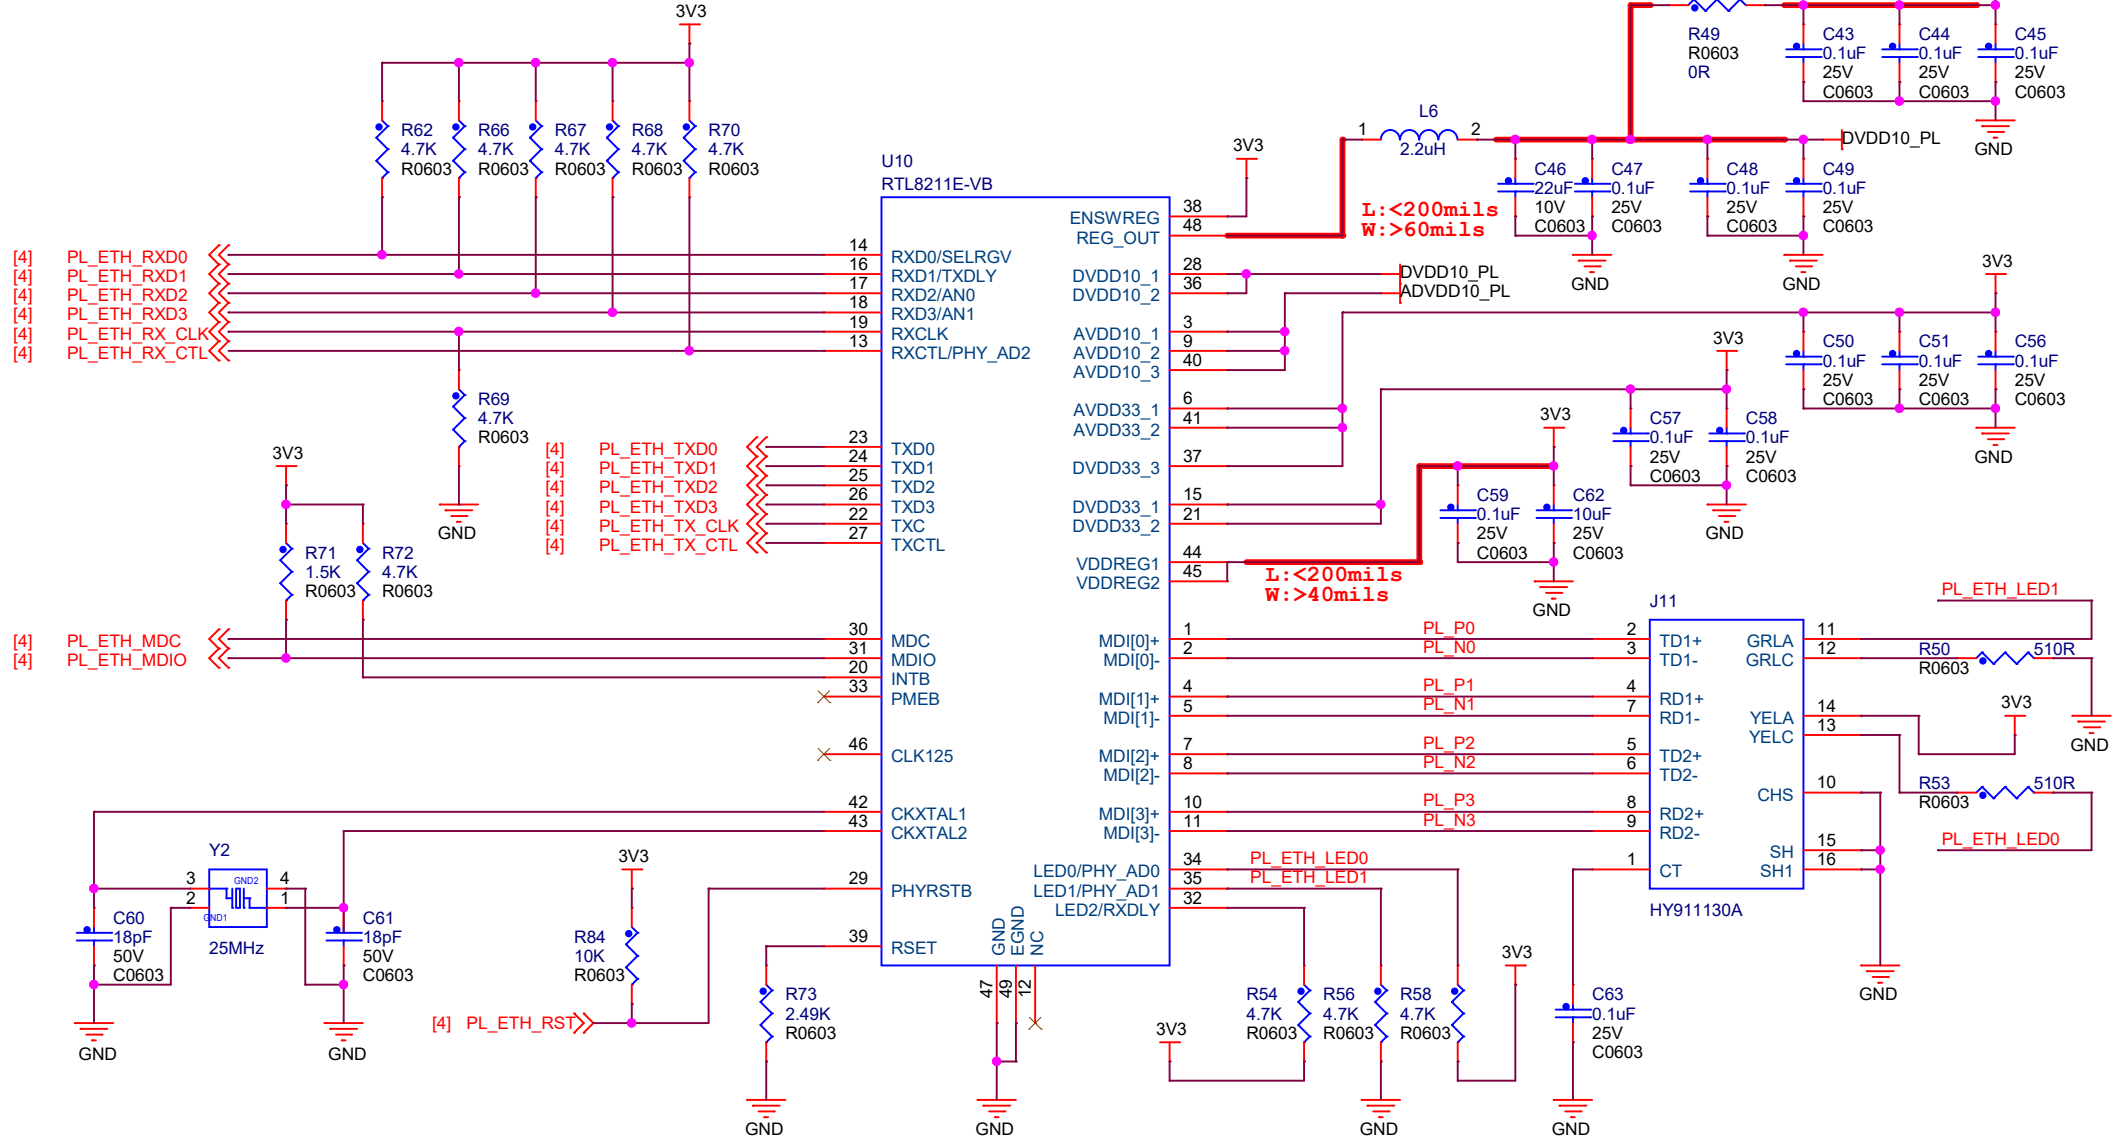 3V3
R62
4.7K
R0603
R66
4.7K
R0603
R67
4.7K
R0603
R68
4.7K
R0603
R70
4.7K
R0603
[4] PL_ETH_RXD0
[4] PL_ETH_RXD1
[4] PL_ETH_RXD2
[4] PL_ETH_RXD3
[4] PL_ETH_RX_CLK
[4] PL_ETH_RX_CTL
R69
4.7K
R0603
GND
[4] PL_ETH_TXD0
[4] PL_ETH_TXD1
[4] PL_ETH_TXD2
[4] PL_ETH_TXD3
[4] PL_ETH_TX_CLK
[4] PL_ETH_TX_CTL
3V3
R71
1.5K
R0603
R72
4.7K
R0603
[4] PL_ETH_MDC
[4] PL_ETH_MDIO
Y2
3
2
GND2
GND1
4
1
25MHz
C60
18pF
50V
C0603
GND
C61
18pF
50V
C0603
GND
3V3
R84
10K
R0603
[4] PL_ETH_RST
R73
2.49K
R0603
GND
U10
RTL8211E-VB
14 RXD0/SELRGV
16 RXD1/TXDLY
17 RXD2/AN0
18 RXD3/AN1
19 RXCLK
13 RXCTL/PHY_AD2
23 TXD0
24 TXD1
25 TXD2
26 TXD3
22 TXC
27 TXCTL
30 MDC
31 MDIO
20 INTB
33 PMEB
46 CLK125
42 CKXTAL1
43 CKXTAL2
29 PHYRSTB
39 RSET
GND 47
EGND 49
NC 12
GND
ENSWREG 38
REG_OUT 48
DVDD10_1 28
DVDD10_2 36
AVDD10_1 3
AVDD10_2 9
AVDD10_3 40
AVDD33_1 6
AVDD33_2 41
DVDD33_3 37
DVDD33_1 15
DVDD33_2 21
VDDREG1 44
VDDREG2 45
MDI[0]+ 1
MDI[0]- 2
MDI[1]+ 4
MDI[1]- 5
MDI[2]+ 7
MDI[2]- 8
MDI[3]+ 10
MDI[3]- 11
LED0/PHY_AD0 34
LED1/PHY_AD1 35
LED2/RXDLY 32
3V3
1 L6 2
2.2uH
L:<200mils
W:>60mils
R49
R0603
0R
C43
0.1uF
25V
C0603
C44
0.1uF
25V
C0603
C45
0.1uF
25V
C0603
GND
C46
22uF
10V
C0603
C47
0.1uF
25V
C0603
GND
C48
0.1uF
25V
C0603
C49
0.1uF
25V
C0603
GND
DVDD10_PL
DVDD10_PL
ADVDD10_PL
3V3
C50
0.1uF
25V
C0603
C51
0.1uF
25V
C0603
C56
0.1uF
25V
C0603
GND
3V3
C57
0.1uF
25V
C0603
C58
0.1uF
25V
C0603
GND
3V3
C59
0.1uF
25V
C0603
C62
10uF
25V
C0603
GND
L:<200mils
W:>40mils
PL_P0
PL_N0
PL_P1
PL_N1
PL_P2
PL_N2
PL_P3
PL_N3
PL_ETH_LED0
PL_ETH_LED1
J11
2 TD1+
3 TD1-
4 RD1+
7 RD1-
5 TD2+
6 TD2-
8 RD2+
9 RD2-
1 CT
GRLA 11
GRLC 12
YELA 14
YELC 13
CHS 10
SH 15
SH1 16
HY911130A
PL_ETH_LED1
R50 510R
R0603
GND
3V3
R53 510R
R0603
PL_ETH_LED0
GND
3V3
R54
4.7K
R0603
R56
4.7K
R0603
R58
4.7K
R0603
3V3
GND
C63
0.1uF
25V
C0603
GND